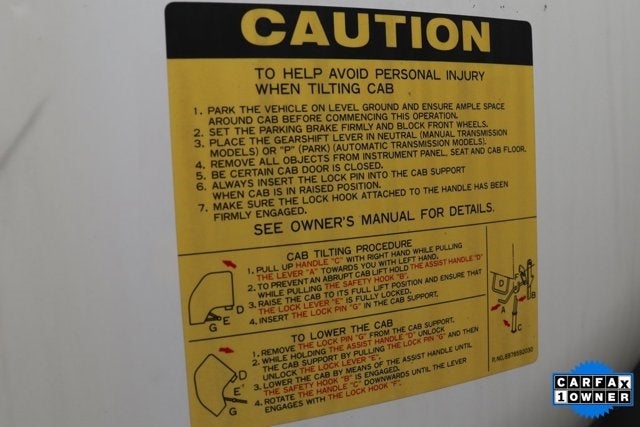 CAUTION
TO HELP AVOID PERSONAL INJURY
WHEN TILTING CAB
1. PARK THE VEHICLE ON LEVEL GROUND AND ENSURE AMPLE SPACE
AROUND CAB BEFORE COMMENCING THIS OPERATION.
2. SET THE PARKING BRAKE FIRMLY AND BLOCK FRONT WHEELS.
3. PLACE THE GEARSHIFT LEVER IN NEUTRAL (MANUAL TRANSMISSION
MODELS) OR "P" (PARK) (AUTOMATIC TRANSMISSION MODELS).
4. REMOVE ALL OBJECTS FROM INSTRUMENT PANEL, SEAT AND CAB FLOOR.
5. BE CERTAIN CAB DOOR IS CLOSED.
6. ALWAYS INSERT THE LOCK PIN INTO THE CAB SUPPORT
WHEN CAB IS IN RAISED POSITION.
7. MAKE SURE THE LOCK HOOK ATTACHED TO THE HANDLE HAS BEEN
FIRMLY ENGAGED.
SEE OWNER'S MANUAL FOR DETAILS.
CAB TILTING PROCEDURE
1. PULL UP HANDLE "C" WITH RIGHT HAND WHILE PULLING
THE LEVER "A" TOWARDS YOU WITH LEFT HAND.
2. TO PREVENT AN ABRUPT CAB LIFT HOLD THE ASSIST HANDLE "D"
WHILE PULLING THE SAFETY HOOK "B".
3. RAISE THE CAB TO ITS FULL LIFT POSITION AND ENSURE THAT
THE LOCK LEVER "E" IS FULLY LOCKED.
4. INSERT THE LOCK PIN "G" IN THE CAB SUPPORT.
D
E
G
TO LOWER THE CAB
1. REMOVE THE LOCK PIN "G" FROM THE CAB SUPPORT.
2. WHILE HOLDING THE ASSIST HANDLE "D" UNLOCK
THE CAB SUPPORT BY PULLING THE LOCK PIN "G" AND THEN
UNLOCK THE LOCK LEVER "E".
3. LOWER THE CAB BY MEANS OF THE ASSIST HANDLE UNTIL
THE SAFETY HOOK "B" IS ENGAGED.
4. ROTATE THE HANDLE "C" DOWNWARDS UNTIL THE LEVER
ENGAGES WITH THE LOCK HOOK "F".
D
E
G
A
B
C
P.NO.8978592030
CARFAX
1 OWNER